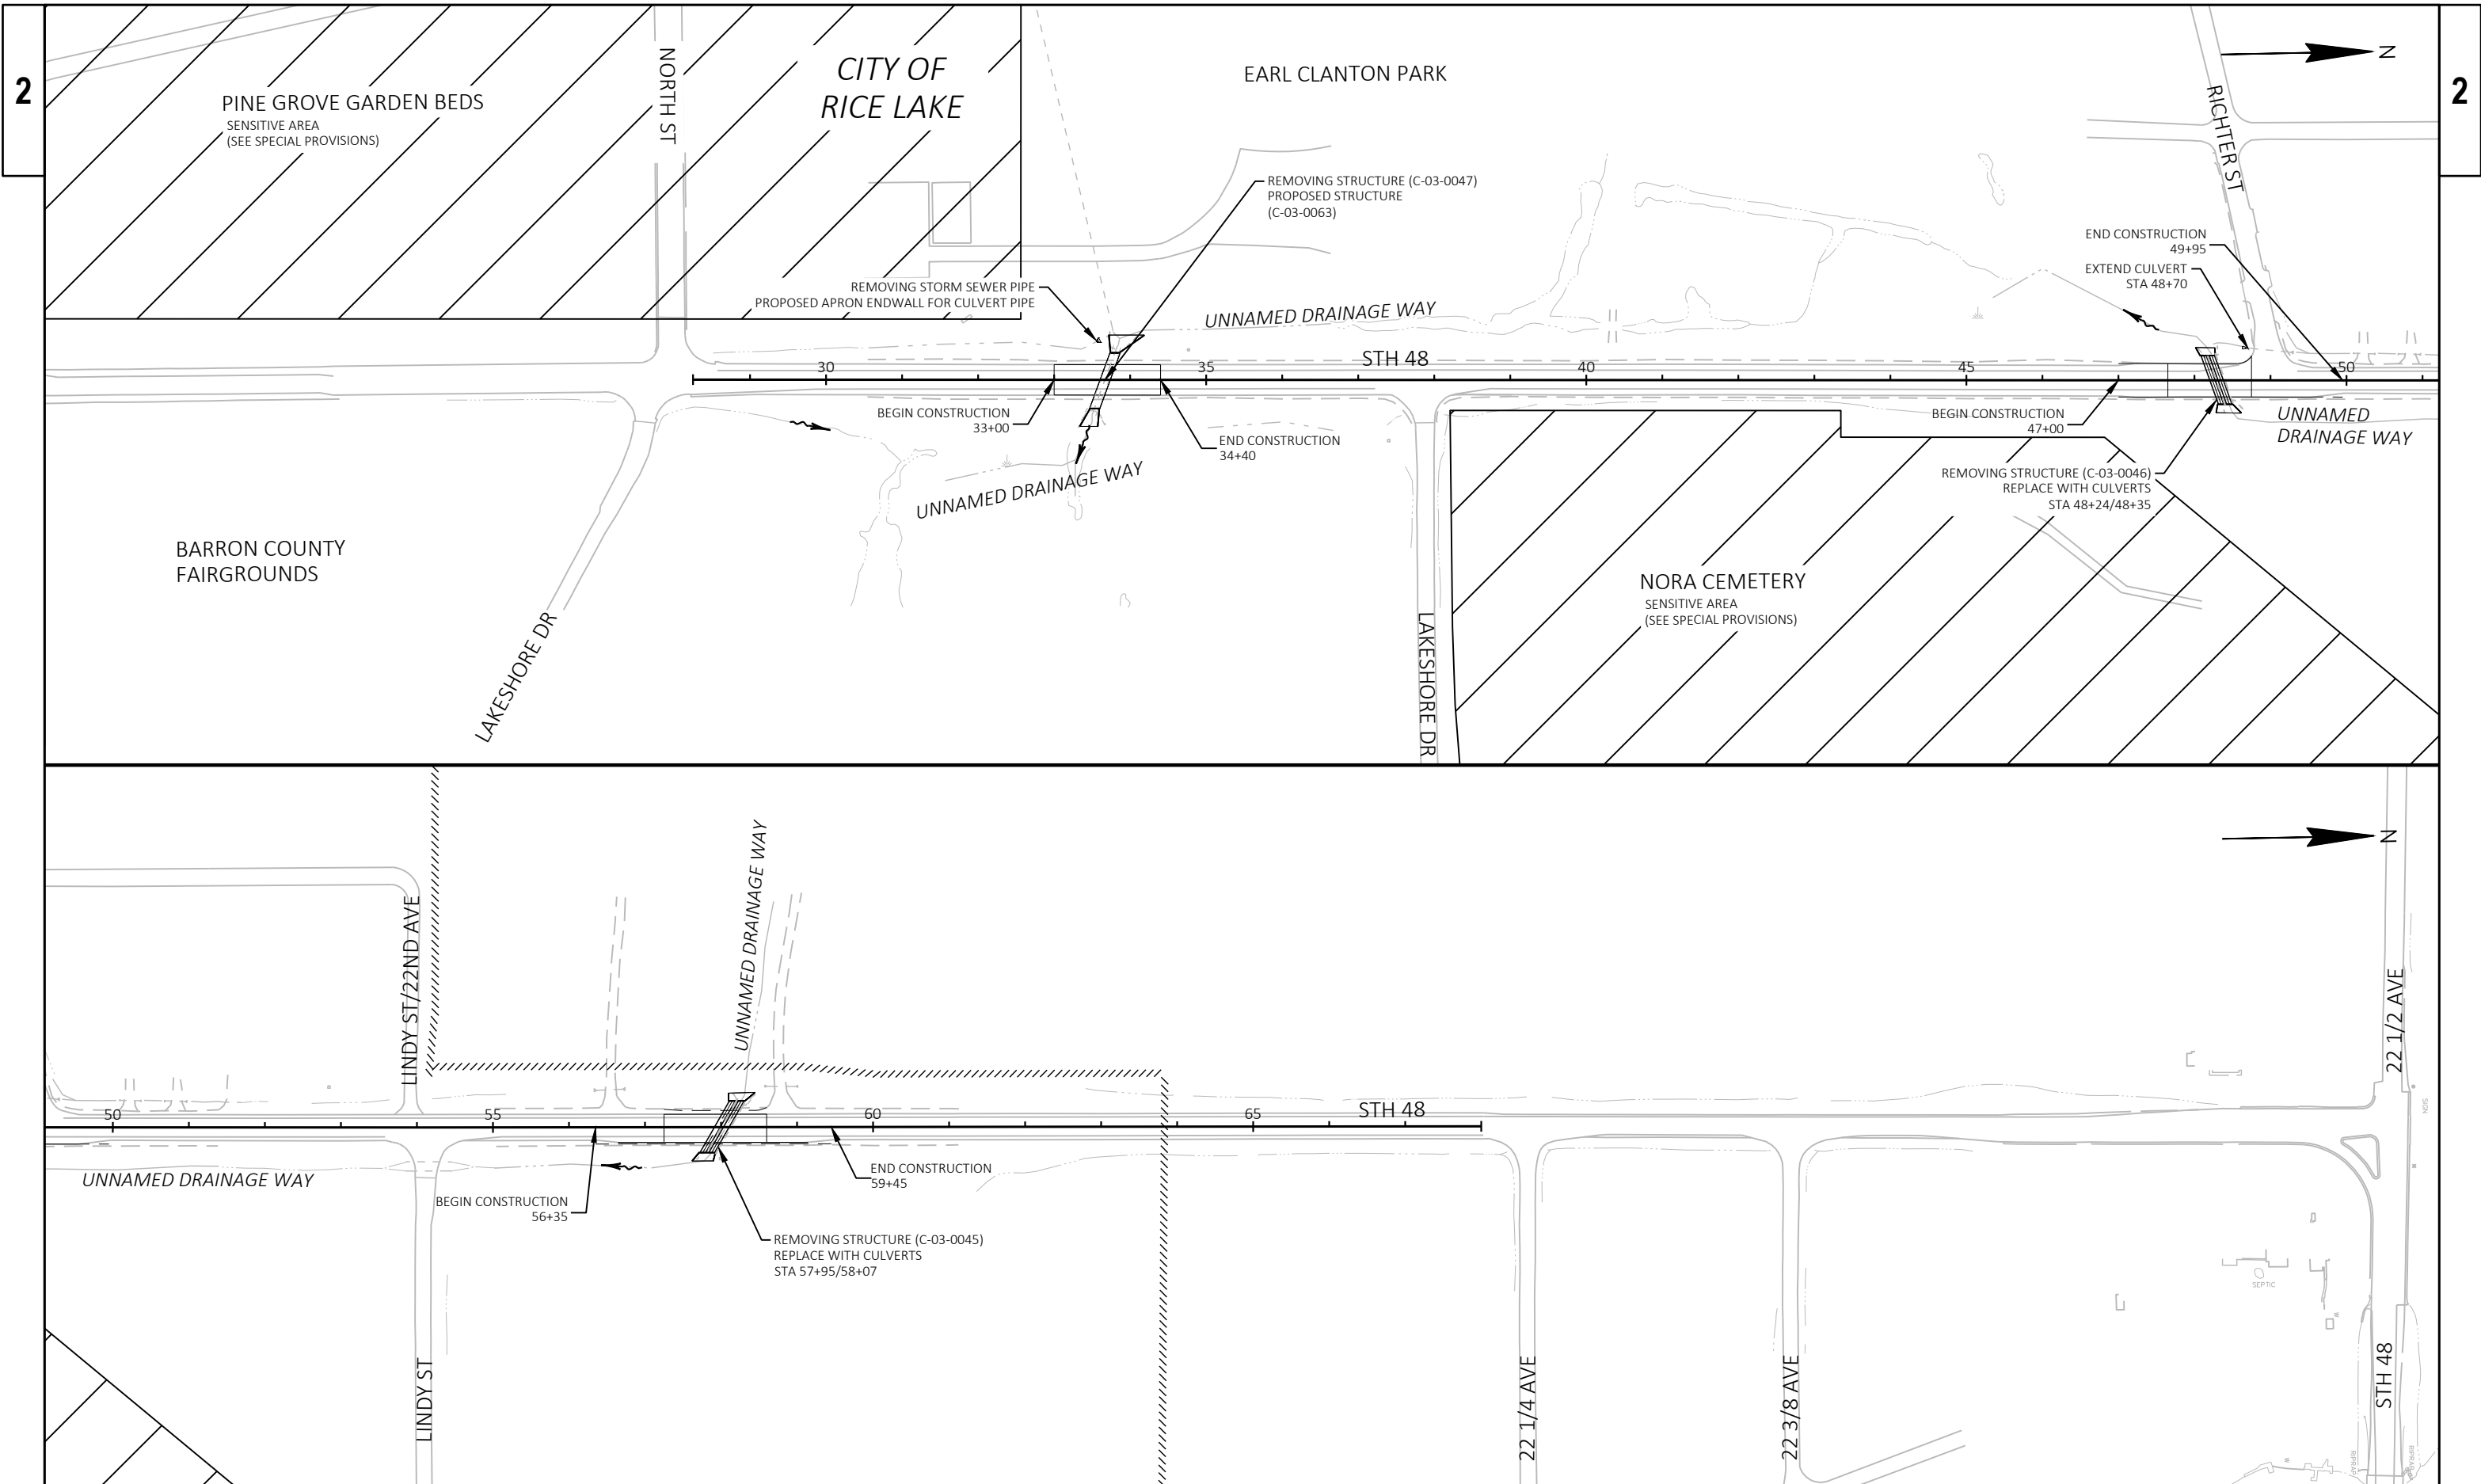 2
2
PINE GROVE GARDEN BEDS
SENSITIVE AREA
(SEE SPECIAL PROVISIONS)
NORTH ST
CITY OF
RICE LAKE
EARL CLANTON PARK
N
RICHTER ST
REMOVING STRUCTURE (C-03-0047)
PROPOSED STRUCTURE
(C-03-0063)
END CONSTRUCTION
49+95
EXTEND CULVERT
STA 48+70
REMOVING STORM SEWER PIPE
PROPOSED APRON ENDWALL FOR CULVERT PIPE
UNNAMED DRAINAGE WAY
STH 48
30
35
40
45
50
BEGIN CONSTRUCTION
33+00
END CONSTRUCTION
34+40
BEGIN CONSTRUCTION
47+00
UNNAMED
DRAINAGE WAY
UNNAMED DRAINAGE WAY
REMOVING STRUCTURE (C-03-0046)
REPLACE WITH CULVERTS
STA 48+24/48+35
BARRON COUNTY
FAIRGROUNDS
NORA CEMETERY
SENSITIVE AREA
(SEE SPECIAL PROVISIONS)
LAKESHORE DR
LAKESHORE DR
N
UNNAMED DRAINAGE WAY
LINDY ST/22ND AVE
22 1/2 AVE
SIGN
50
55
60
65
STH 48
UNNAMED DRAINAGE WAY
BEGIN CONSTRUCTION
56+35
END CONSTRUCTION
59+45
REMOVING STRUCTURE (C-03-0045)
REPLACE WITH CULVERTS
STA 57+95/58+07
SEPTIC
LINDY ST
22 1/4 AVE
22 3/8 AVE
STH 48
RIPRAP
RIPRAP